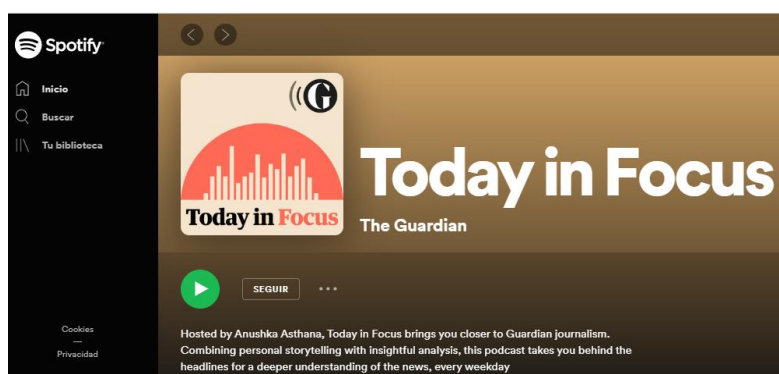 Spotify
Inicio
Buscar
Tu biblioteca
Cookies
Privacidad
G
Today in Focus
Today in Focus
The Guardian
SEGUIR
Hosted by Anushka Asthana, Today in Focus brings you closer to Guardian journalism.
Combining personal storytelling with insightful analysis, this podcast takes you behind the
headlines for a deeper understanding of the news, every weekday